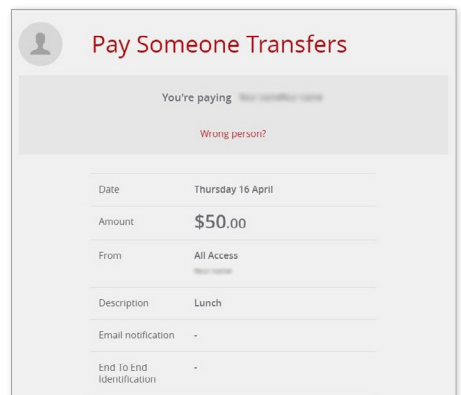 Pay Someone Transfers
You're paying
Wrong person?
Date Thursday 16 April
Amount $50.00
From All Access
Description Lunch
Email notification -
End To End -
Identification